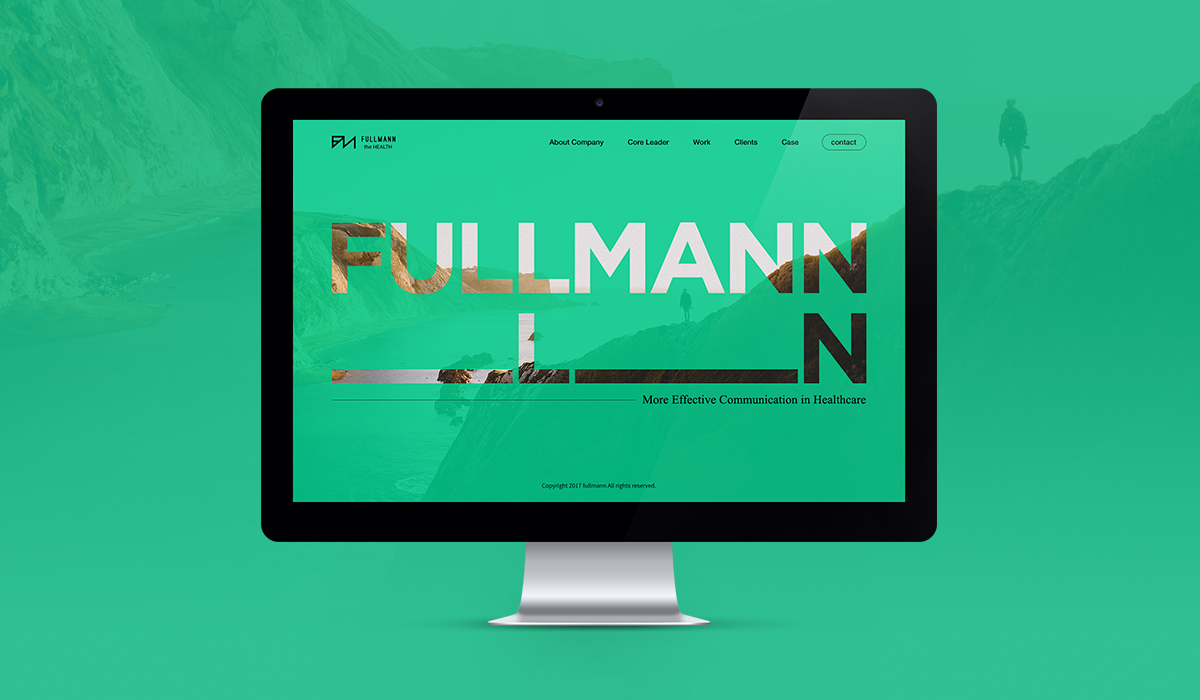 FULLMANN
the HEALTH
About Company Core Leader Work Clients Case contact
FULLMANN
L N
More Effective Communication in Healthcare
Copyright 2017 fullmann All rights reserved.